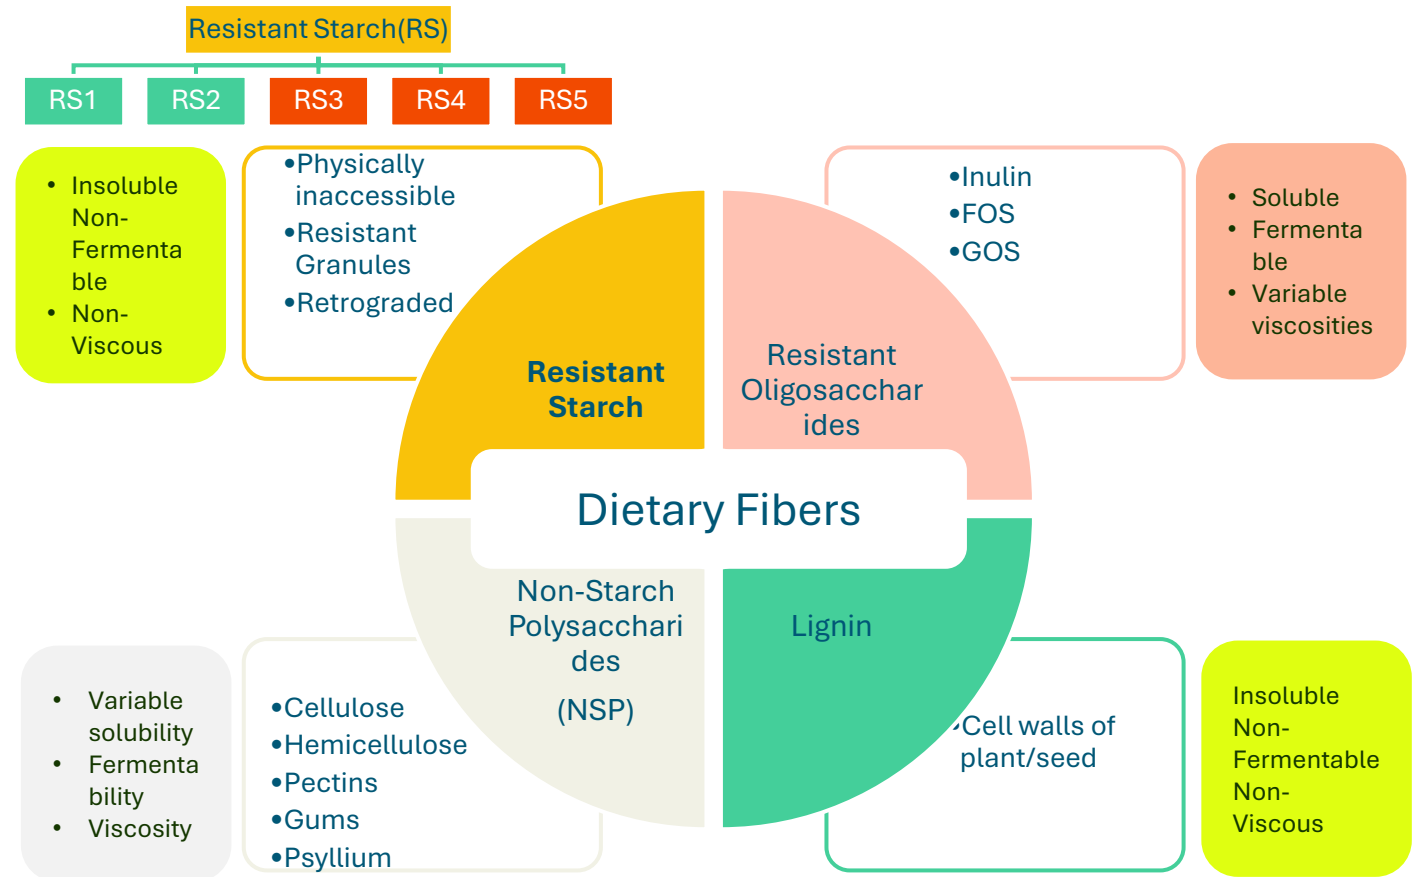 Resistant Starch(RS)
RS1
RS2
RS3
RS4
RS5
• Insoluble
Non-
Fermenta
ble
• Non-
Viscous
•Physically
inaccessible
•Resistant
Granules
•Retrograded
Resistant
Starch
•Inulin
•FOS
•GOS
Resistant
Oligosacchar
ides
• Soluble
• Fermenta
ble
• Variable
viscosities
Dietary Fibers
• Variable
solubility
• Fermenta
bility
• Viscosity
•Cellulose
•Hemicellulose
•Pectins
•Gums
•Psyllium
Non-Starch
Polysacchari
des
(NSP)
Lignin
•Cell walls of
plant/seed
Insoluble
Non-
Fermentable
Non-
Viscous